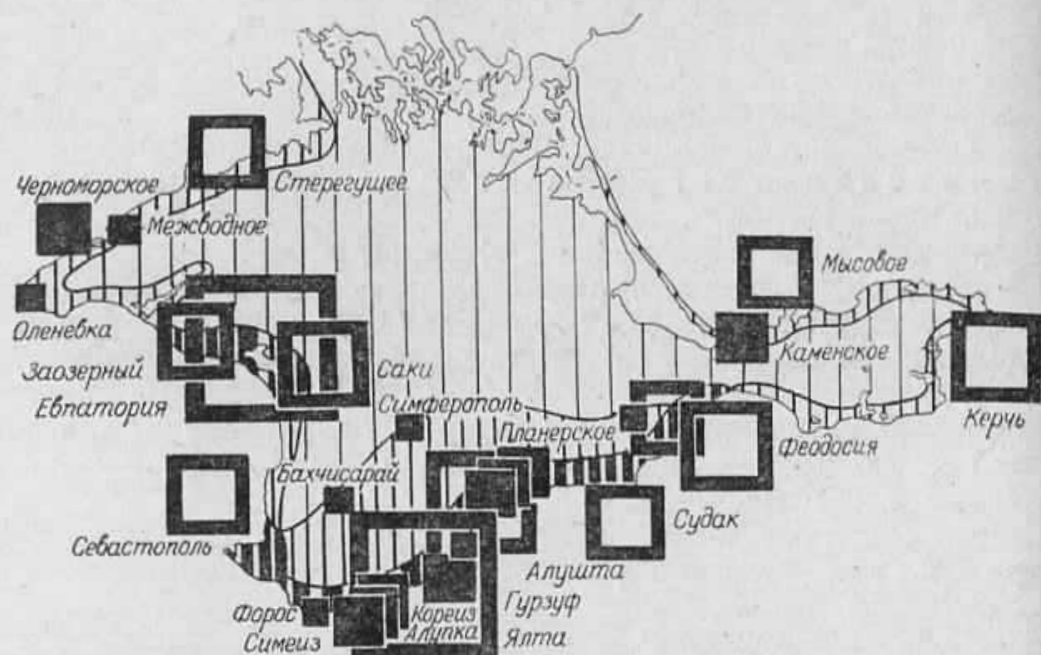 Черноморское
Стерегущее
Межводное
Мысовое
Оленевка
Каменское
Заозерный
Саки
Евпатория
Симферополь
Планерское
Керчь
Феодосия
Бахчисарай
Судак
Севастополь
Алушта
Форос
Кореиз
Гурзуф
Симеиз
Алупка
Ялта